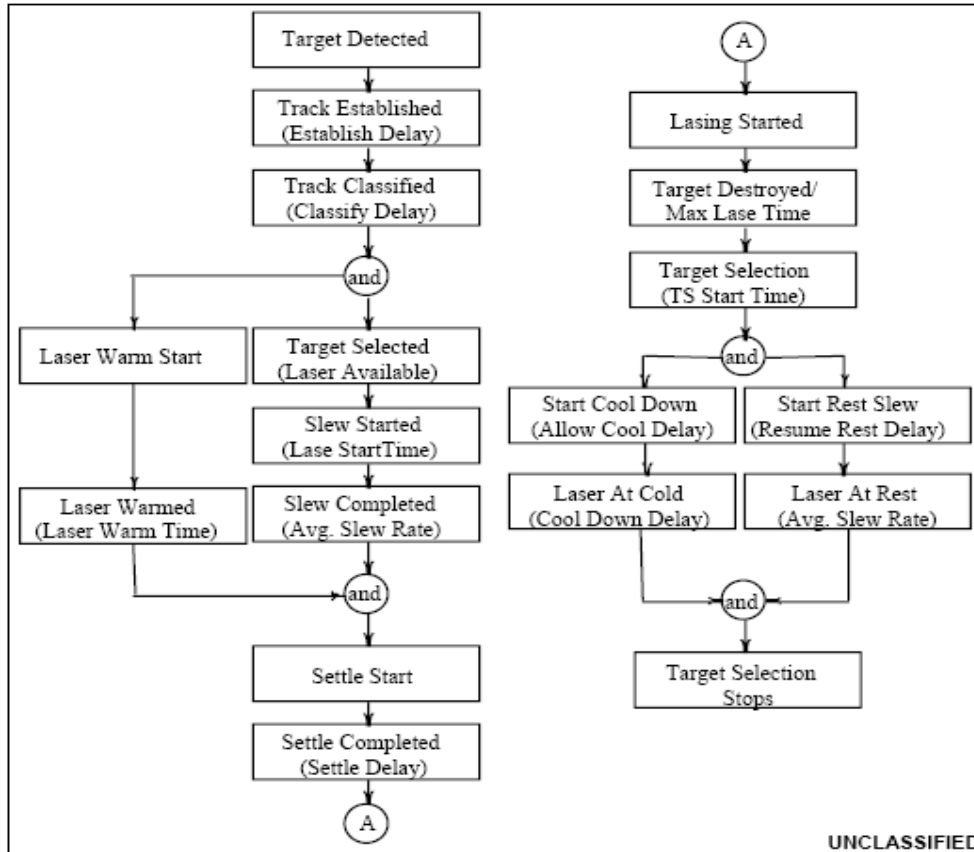 Target Detected
Track Established
(Establish Delay)
Track Classified
(Classify Delay)
and
Laser Warm Start
Target Selected
(Laser Available)
Slew Started
(Lase StartTime)
Laser Warmed
(Laser Warm Time)
Slew Completed
(Avg. Slew Rate)
and
Settle Start
Settle Completed
(Settle Delay)
A
A
Lasing Started
Target Destroyed/
Max Lase Time
Target Selection
(TS Start Time)
and
Start Cool Down
(Allow Cool Delay)
Start Rest Slew
(Resume Rest Delay)
Laser At Cold
(Cool Down Delay)
Laser At Rest
(Avg. Slew Rate)
and
Target Selection
Stops
UNCLASSIFIED